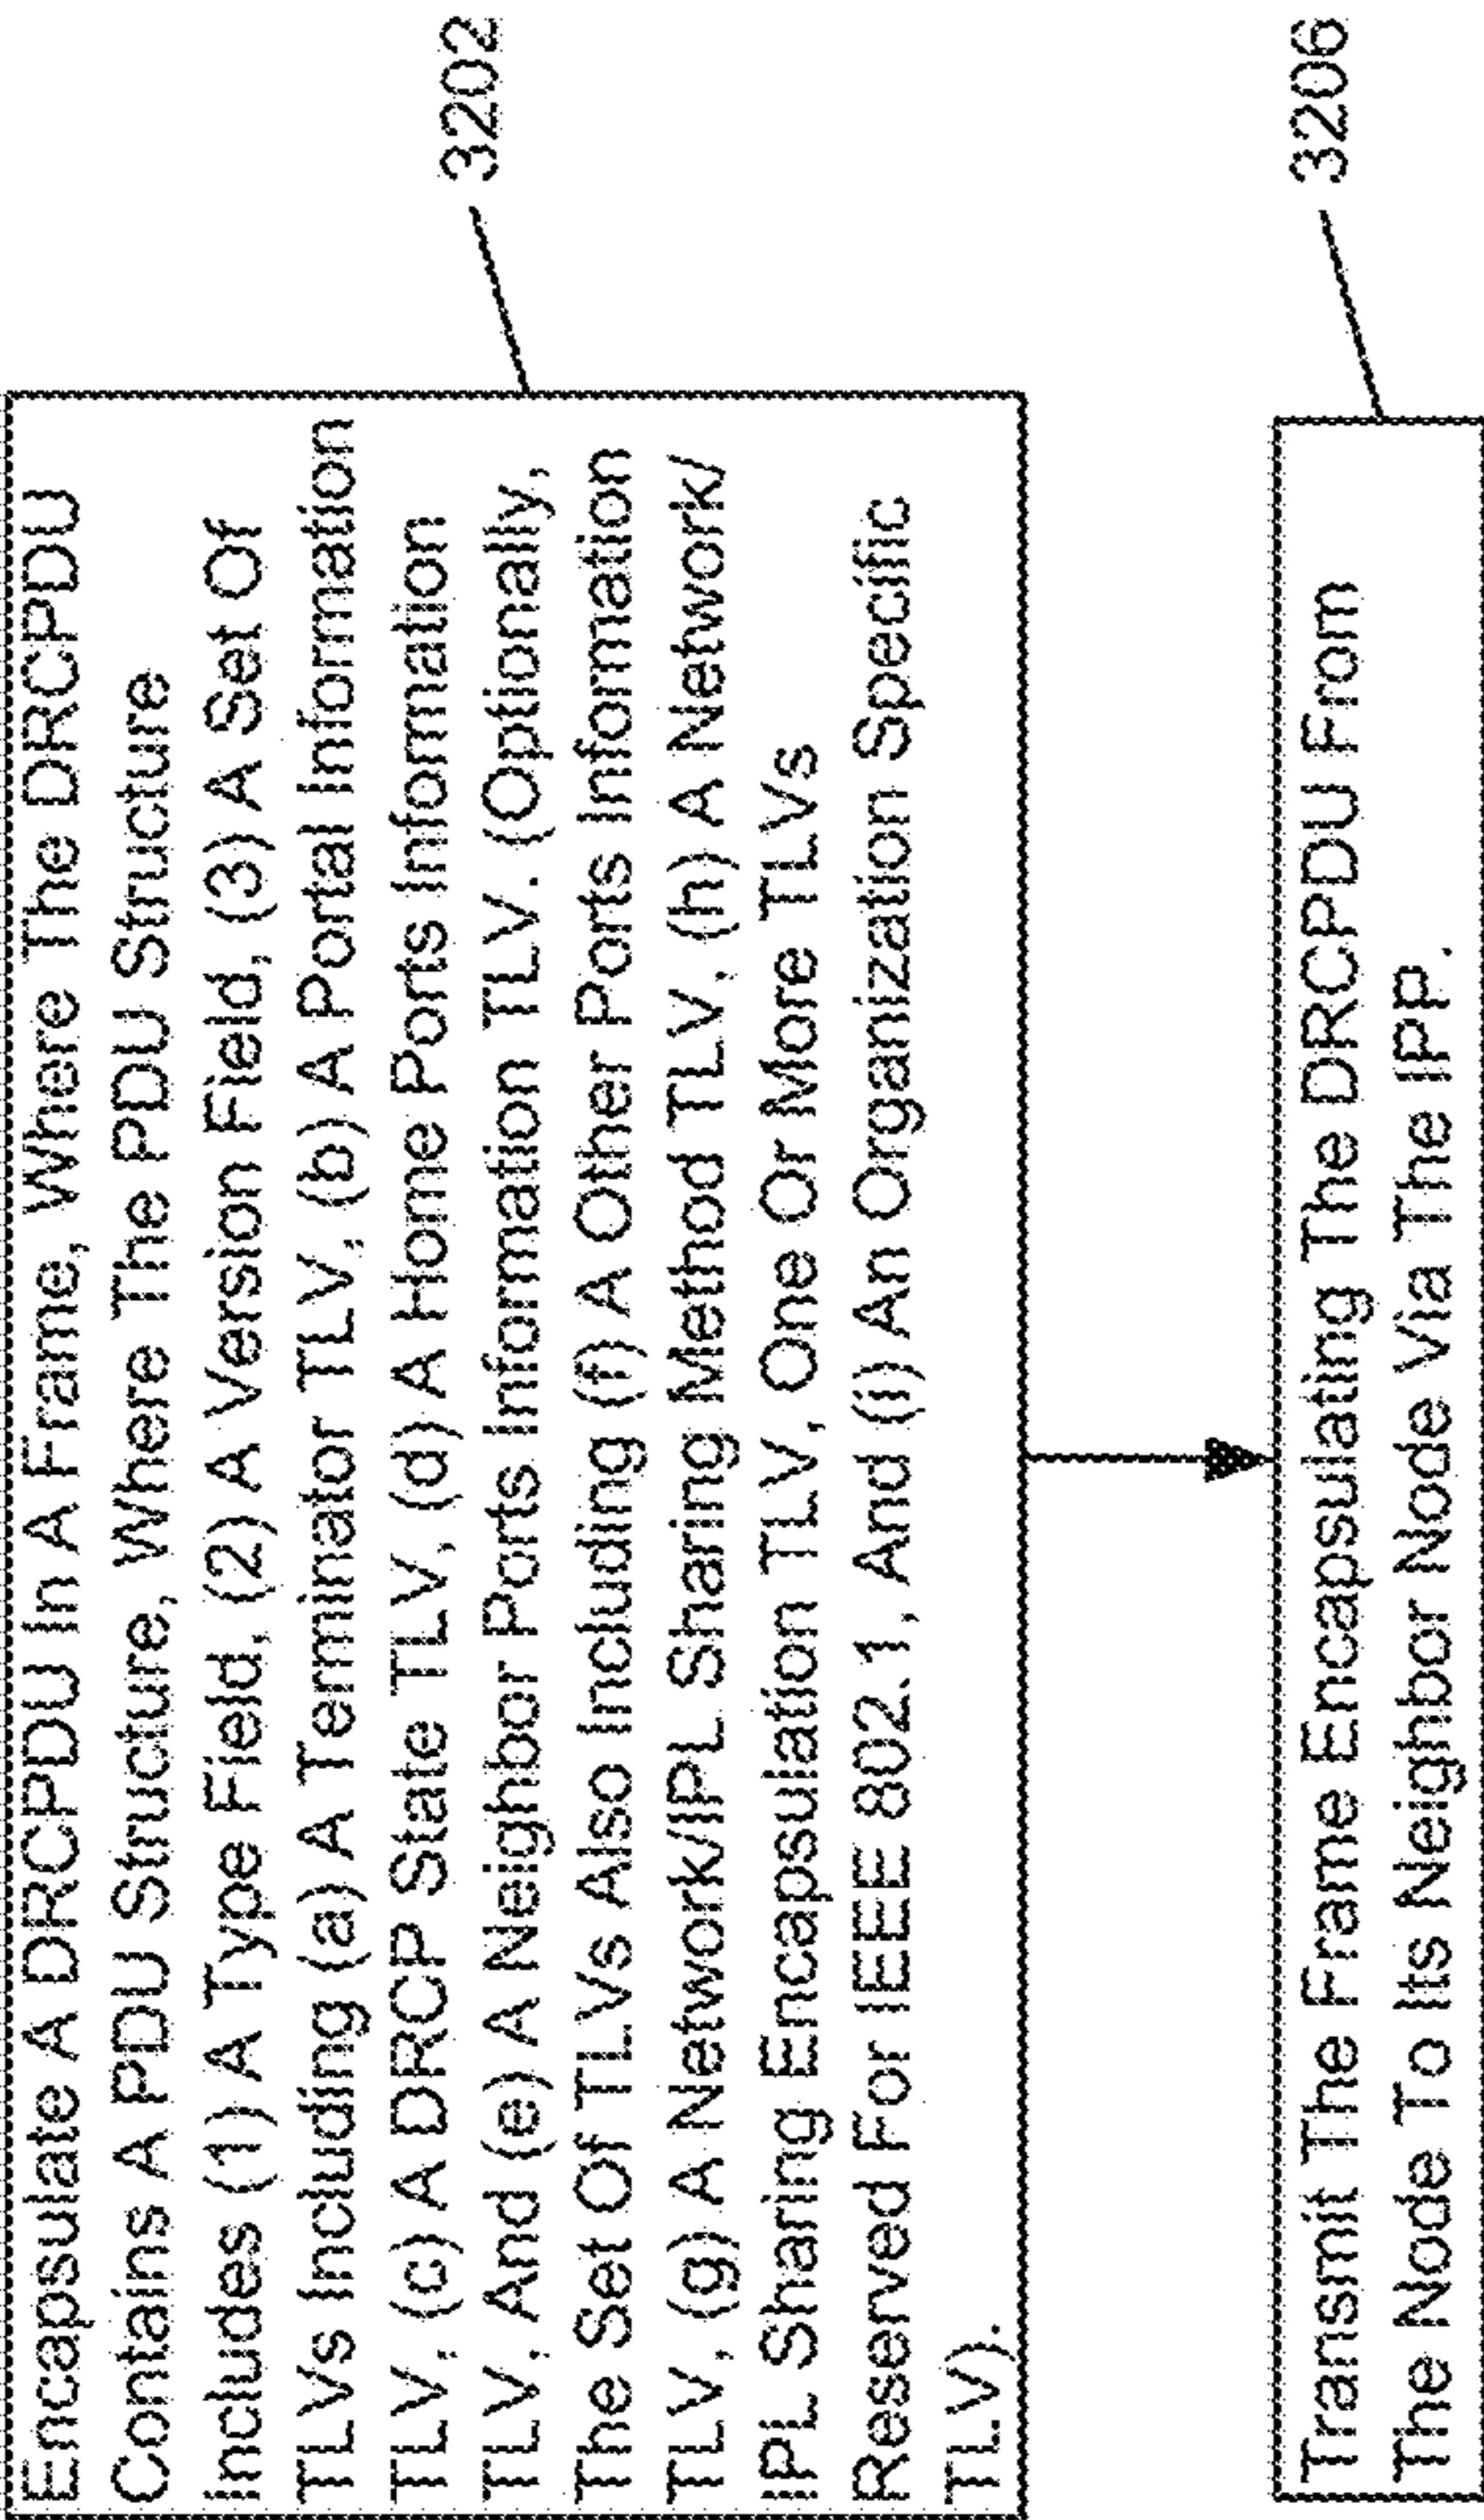 Encapsulate A DRCPDU In A Frame, Where The DRCPDU
Contains A PDU Structure, Where The PDU Structure
Includes (1) A Type Field, (2) A Version Field, (3) A Set Of
TLVs Including (a) A Terminator TLV, (b) A Portal Information
TLV, (c) A DRCP State TLV, (d) A Home Ports Information
TLV, And (e) A Neighbor Ports Information TLV. (Optionally,
The Set Of TLVs Also Including (f) A Other Ports Information
TLV, (g) A Network/IPL Sharing Method TLV, (h) A Network/
IPL Sharing Encapsulation TLV, One Or More TLVs
Reserved For IEEE 802.1, And (i) An Organization Specific
TLV).
3202
Transmit The Frame Encapsulating The DRCPDU From
The Node To Its Neighbor Node Via The IPP.
3206